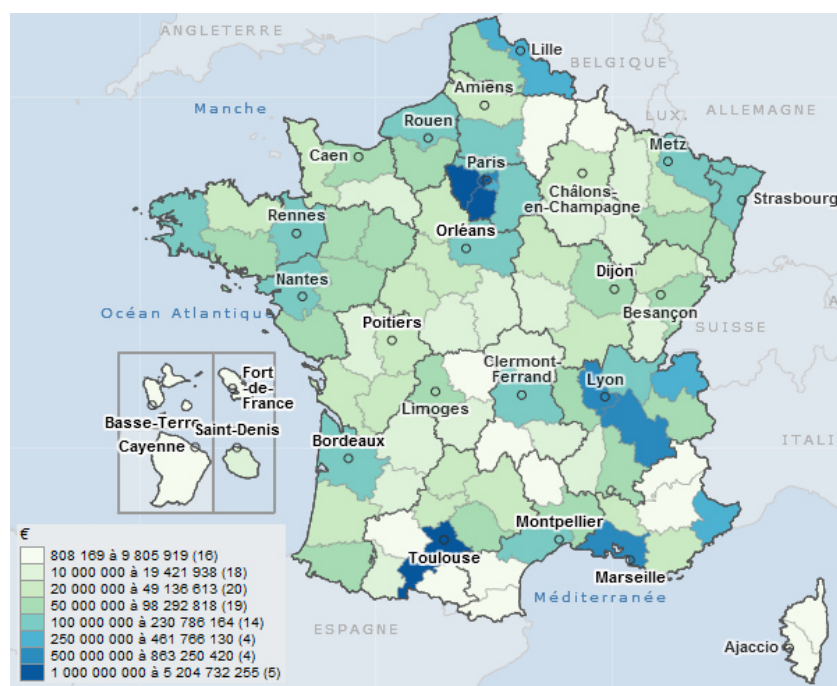 ANGLETERRE
Lille
BELGIQUE
Amiens
Manche
ALLEMAGNE
Rouen
LUX.
Metz
Caen
Paris
Châlons-
en-Champagne
Strasbourg
Rennes
Orléans
Dijon
Nantes
Besançon
Océan Atlantique
Poitiers
SUISSE
Fort
-de-
France
Clermont-
Ferrand
Lyon
Limoges
Basse-Terre
Saint-Denis
Cayenne
Bordeaux
ITALI
€
808 169 à 9 805 919 (16)
10 000 000 à 19 421 938 (18)
20 000 000 à 49 136 613 (20)
50 000 000 à 98 292 818 (19)
100 000 000 à 230 786 164 (14)
250 000 000 à 461 766 130 (4)
500 000 000 à 863 250 420 (4)
1 000 000 000 à 5 204 732 255 (5)
Montpellier
Toulouse
Marseille
Méditerranée
ESPAGNE
Ajaccio